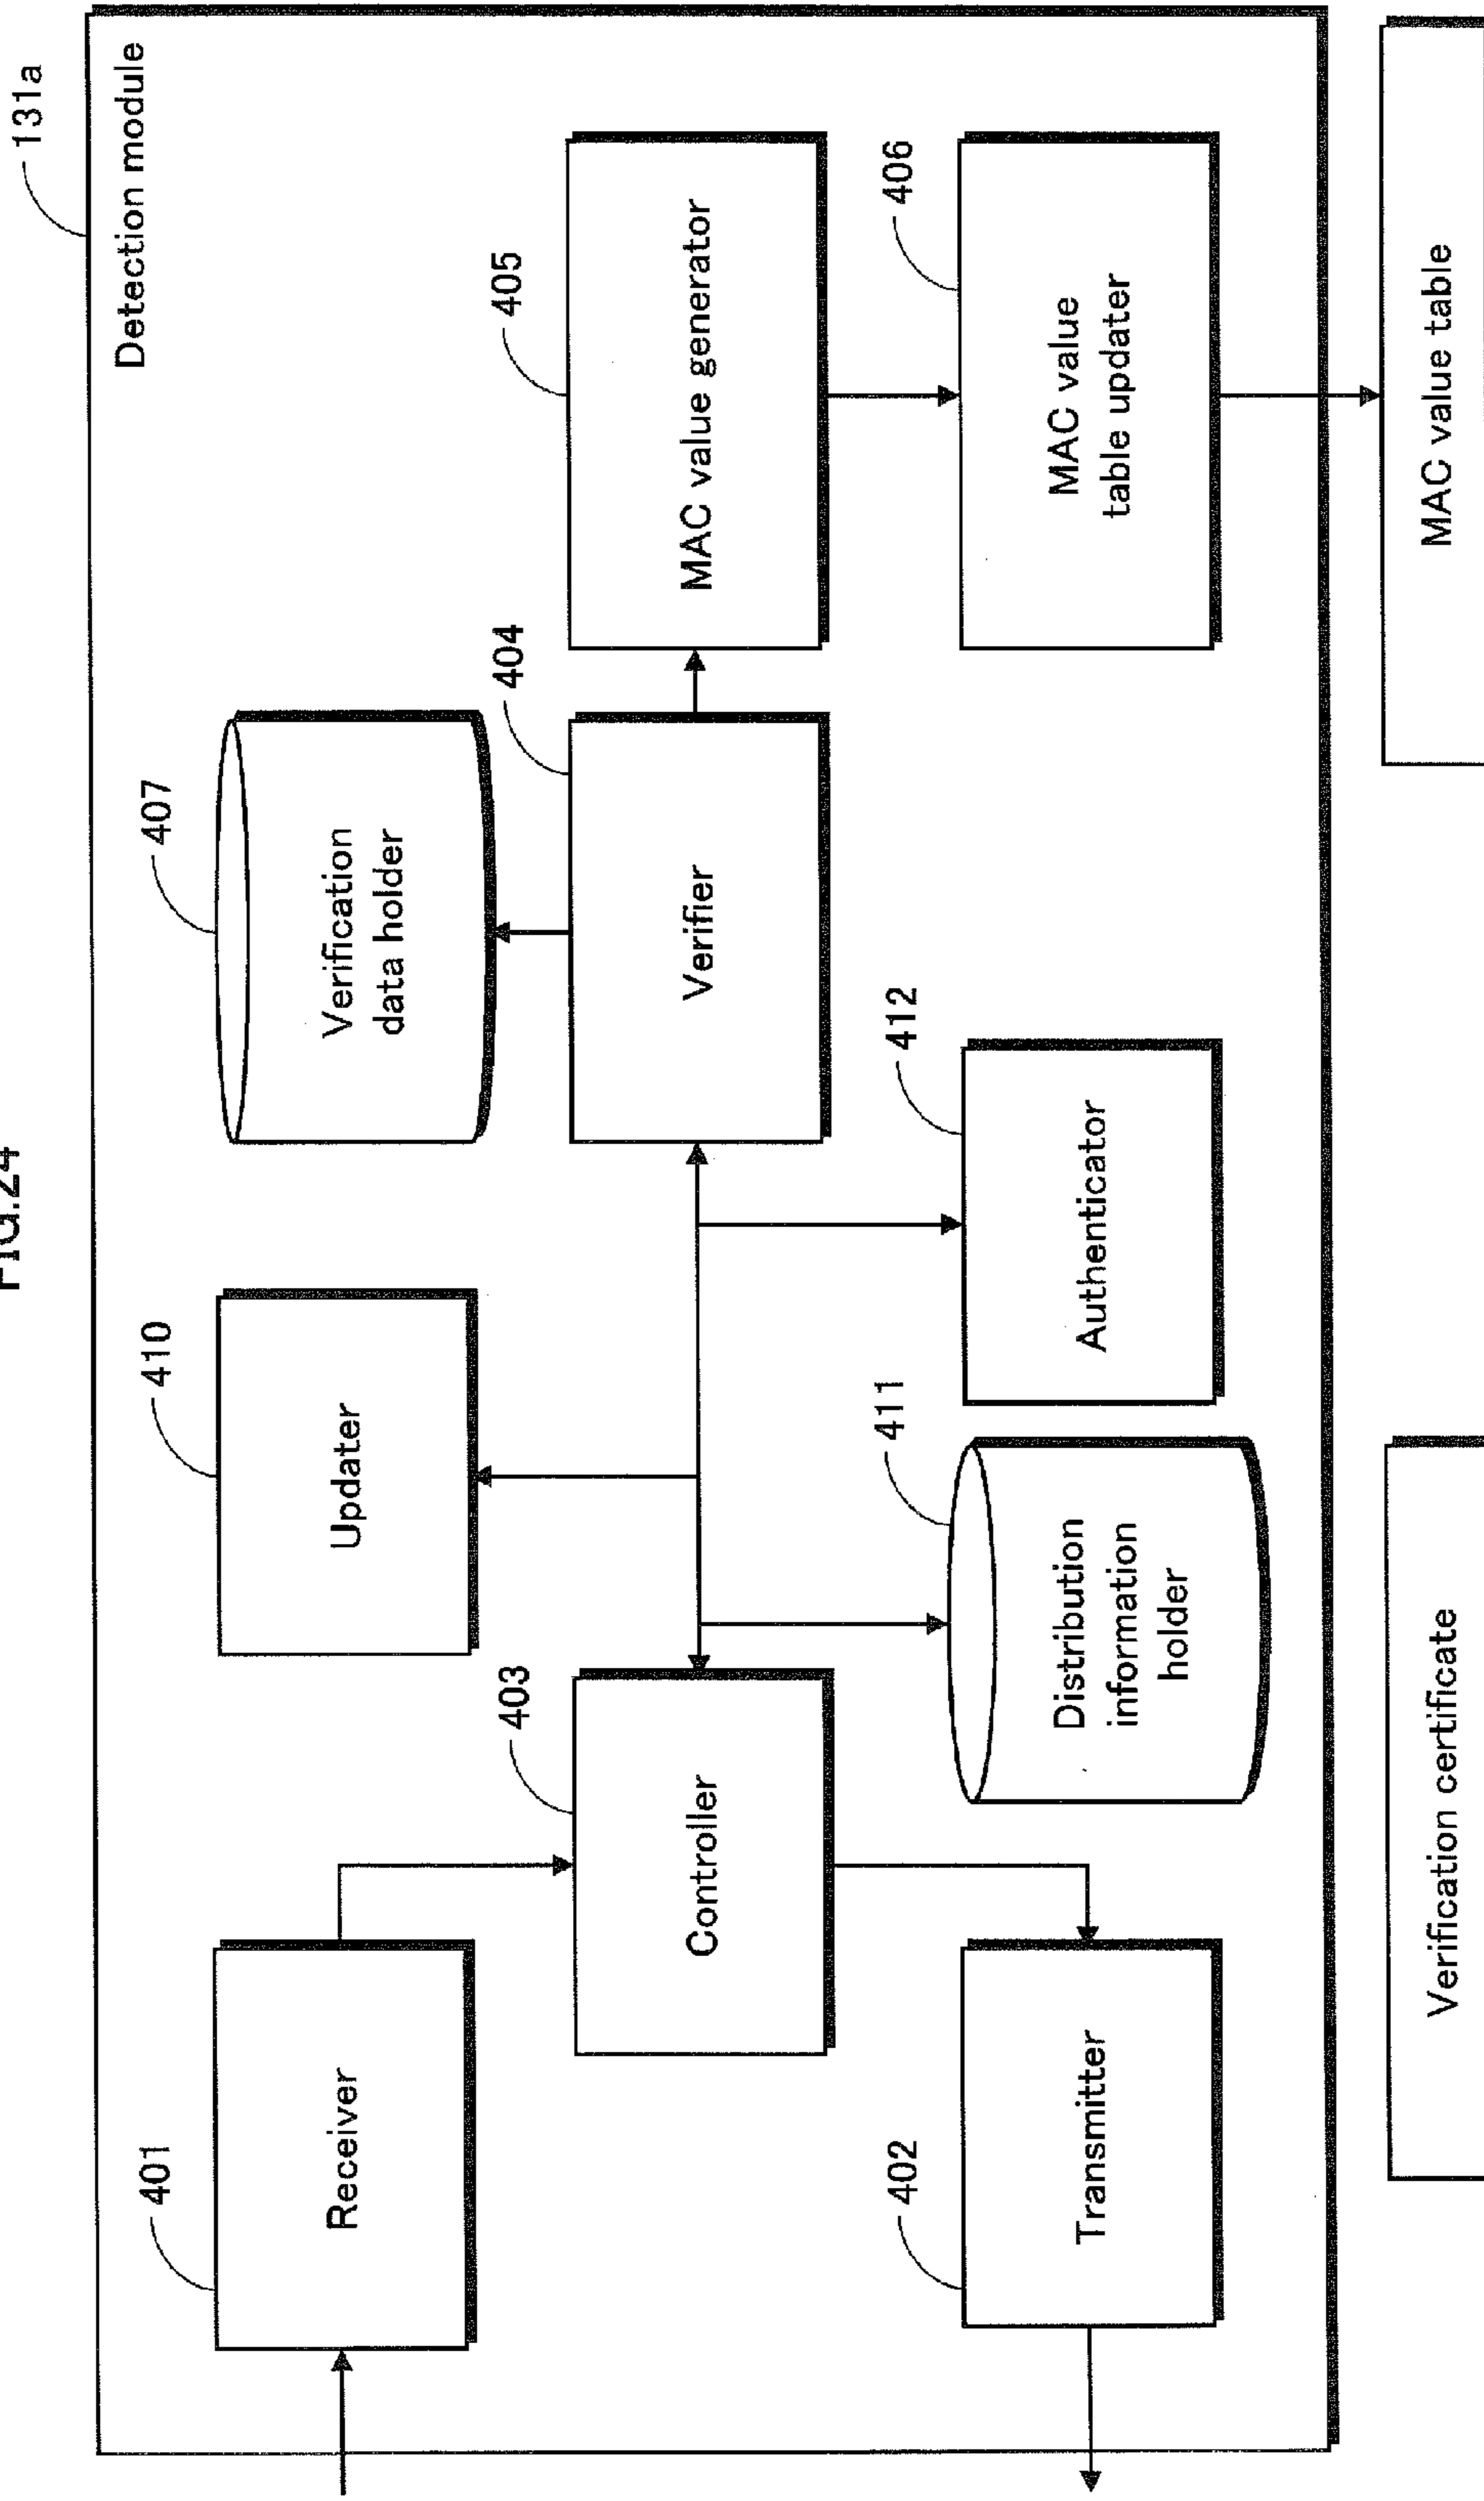 FIG.24
131a
Detection module
401
Receiver
410
Updater
407
Verification
data holder
403
Controller
404
Verifier
405
MAC value generator
402
Transmitter
411
Distribution
information
holder
412
Authenticator
406
MAC value
table updater
Verification certificate
MAC value table